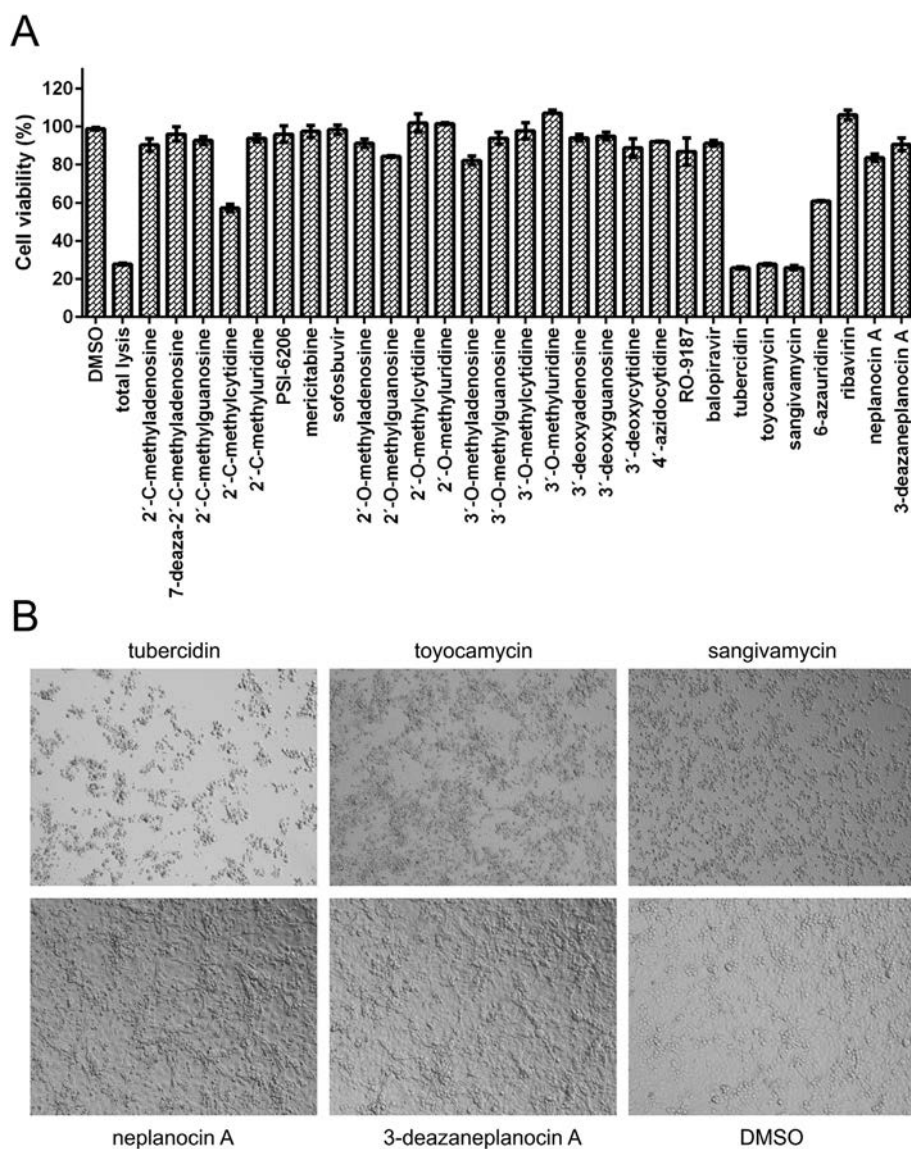 A
Cell viability (%)
120
100
80
60
40
20
0
DMSO
total lysis
2´-C-methyladenosine
7-deaza-2´-C-methyladenosine
2´-C-methylguanosine
2´-C-methylcytidine
2´-C-methyluridine
PSI-6206
mericitabine
sofosbuvir
2´-O-methyladenosine
2´-O-methylguanosine
2´-O-methylcytidine
2´-O-methyluridine
3´-O-methyladenosine
3´-O-methylguanosine
3´-O-methylcytidine
3´-O-methyluridine
3´-deoxyadenosine
3´-deoxyguanosine
3´-deoxycytidine
4´-azidocytidine
RO-9187
balopiravir
tubercidin
toyocamycin
sangivamycin
6-azauridine
ribavirin
neplanocin A
3-deazaneplanocin A
B
tubercidin
toyocamycin
sangivamycin
neplanocin A
3-deazaneplanocin A
DMSO